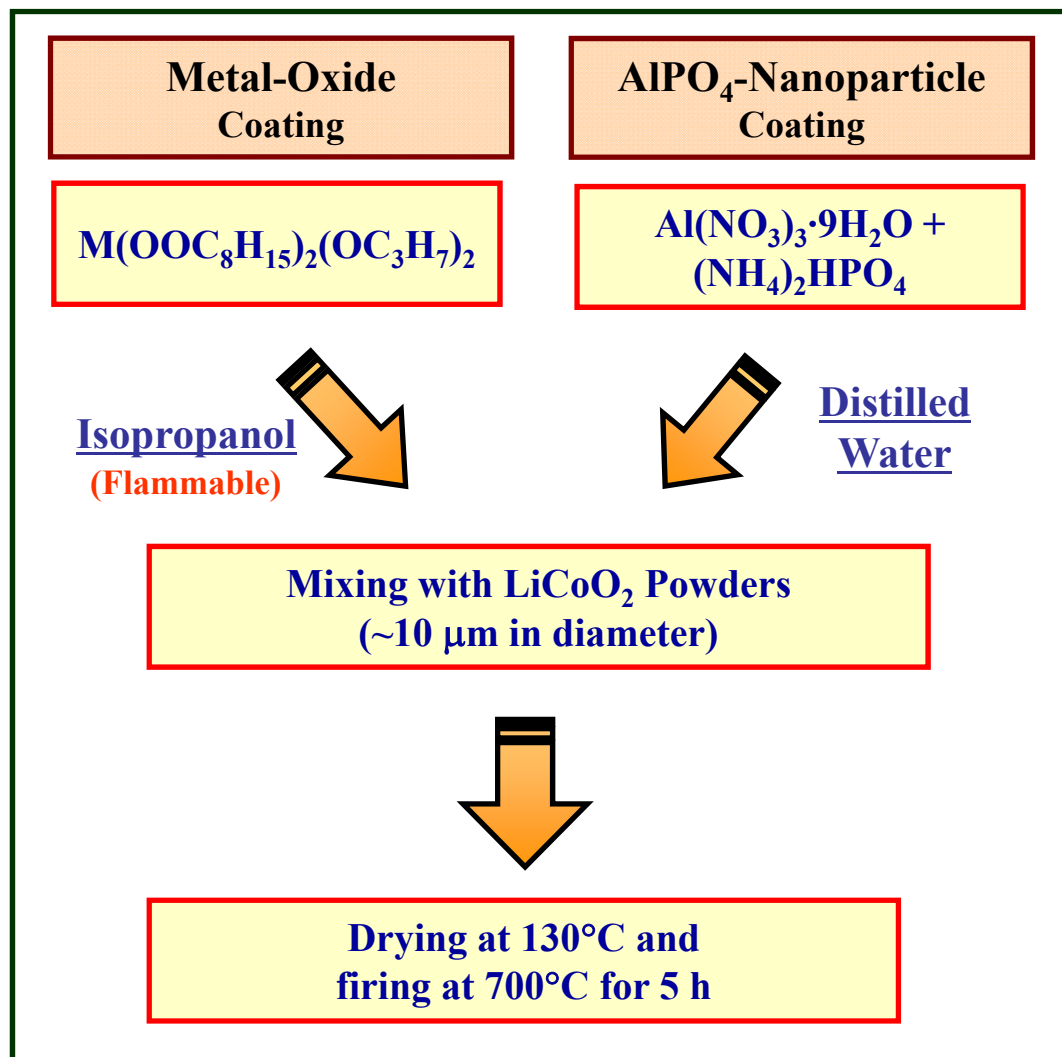 Metal-Oxide
Coating
AlPO₄-Nanoparticle
Coating
M(OOC₈H₁₅)₂(OC₃H₇)₂
Al(NO₃)₃·9H₂O +
(NH₄)₂HPO₄
Isopropanol
(Flammable)
Distilled
Water
Mixing with LiCoO₂ Powders
(~10 μm in diameter)
Drying at 130°C and
firing at 700°C for 5 h